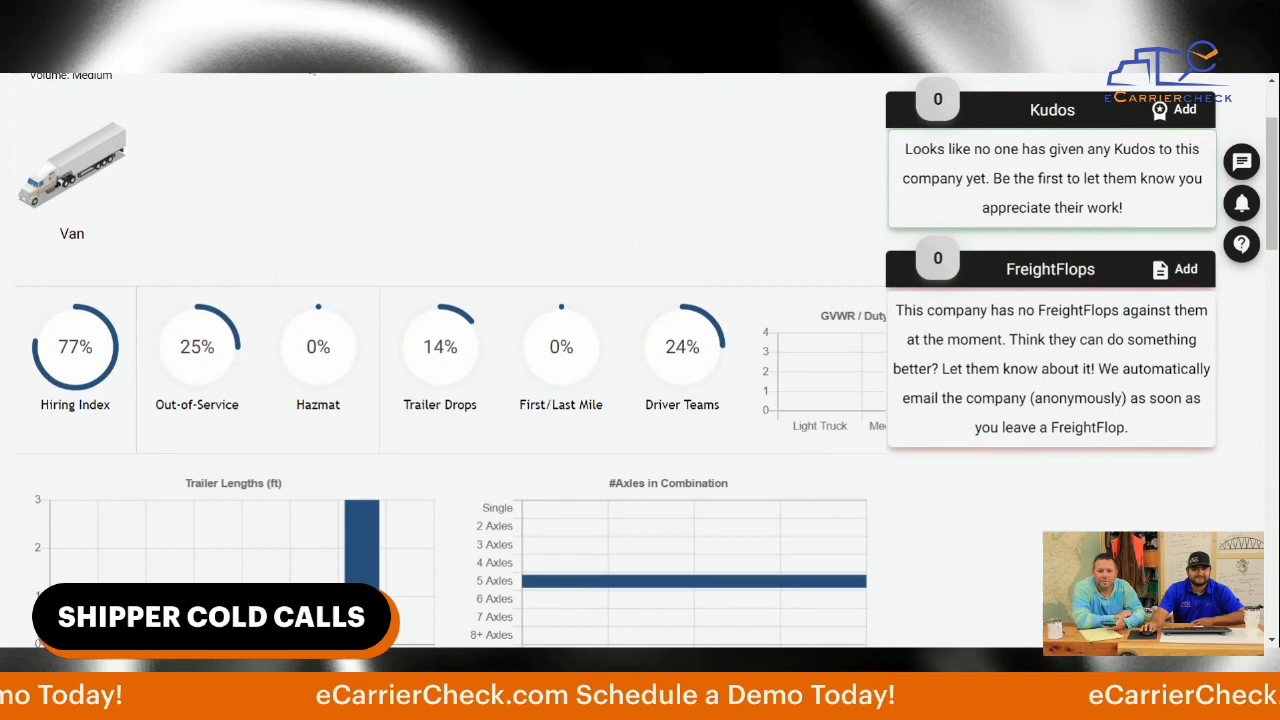 Volume: Medium
eCarrierCheck
0
Kudos
Add
Looks like no one has given any Kudos to this
company yet. Be the first to let them know you
appreciate their work!
Van
0
FreightFlops
Add
This company has no FreightFlops against them
at the moment. Think they can do something
better? Let them know about it! We automatically
email the company (anonymously) as soon as
you leave a FreightFlop.
77%
Hiring Index
25%
Out-of-Service
0%
Hazmat
14%
Trailer Drops
0%
First/Last Mile
24%
Driver Teams
GVWR / Duty
4
3
2
1
0
Light Truck
Me
Trailer Lengths (ft)
3
2
#Axles in Combination
Single
2 Axles
3 Axles
4 Axles
5 Axles
6 Axles
7 Axles
8+ Axles
SHIPPER COLD CALLS
mo Today!
eCarrierCheck.com Schedule a Demo Today!
eCarrierCheck